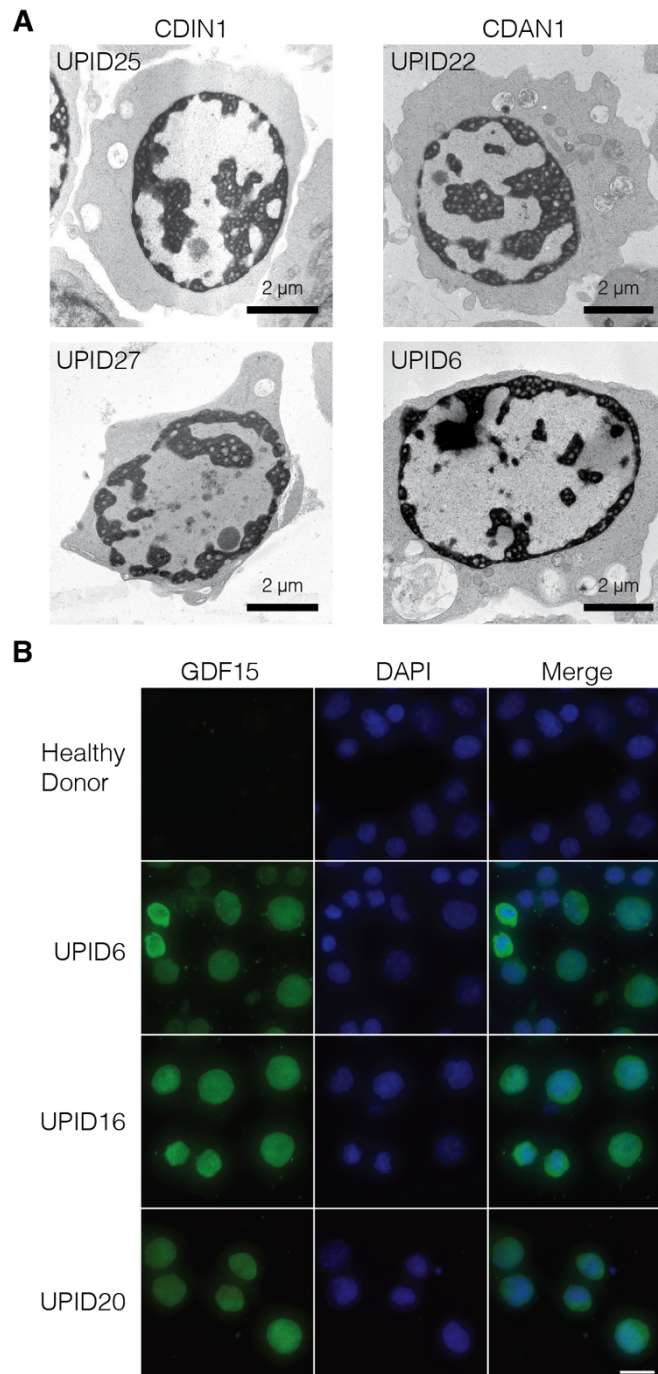 A
CDIN1
CDAN1
UPID25
UPID22
2 µm
2 µm
UPID27
UPID6
2 µm
2 µm
B
GDF15
DAPI
Merge
Healthy
Donor
UPID6
UPID16
UPID20